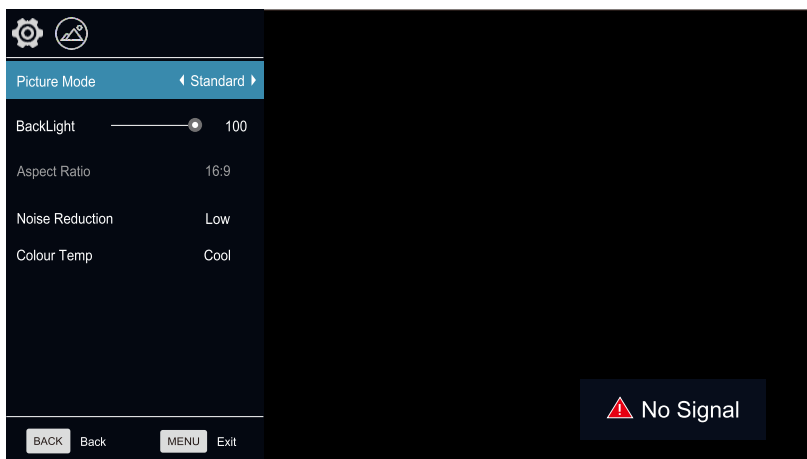 Picture Mode Standard
BackLight 100
Aspect Ratio 16:9
Noise Reduction Low
Colour Temp Cool
No Signal
BACK Back MENU Exit